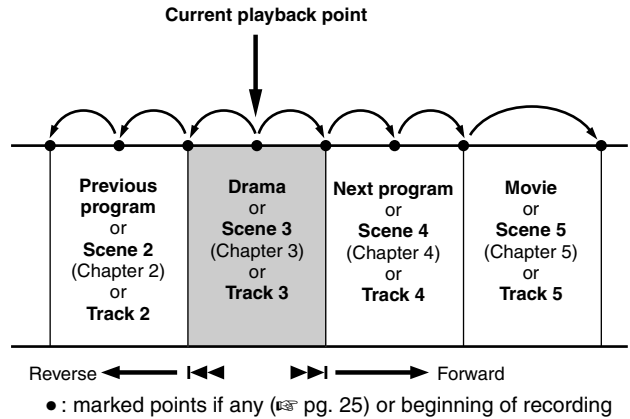 Current playback point
Previous
program
or
Scene 2
(Chapter 2)
or
Track 2
Drama
or
Scene 3
(Chapter 3)
or
Track 3
Next program
or
Scene 4
(Chapter 4)
or
Track 4
Movie
or
Scene 5
(Chapter 5)
or
Track 5
Reverse
Forward
● : marked points if any (☞ pg. 25) or beginning of recording